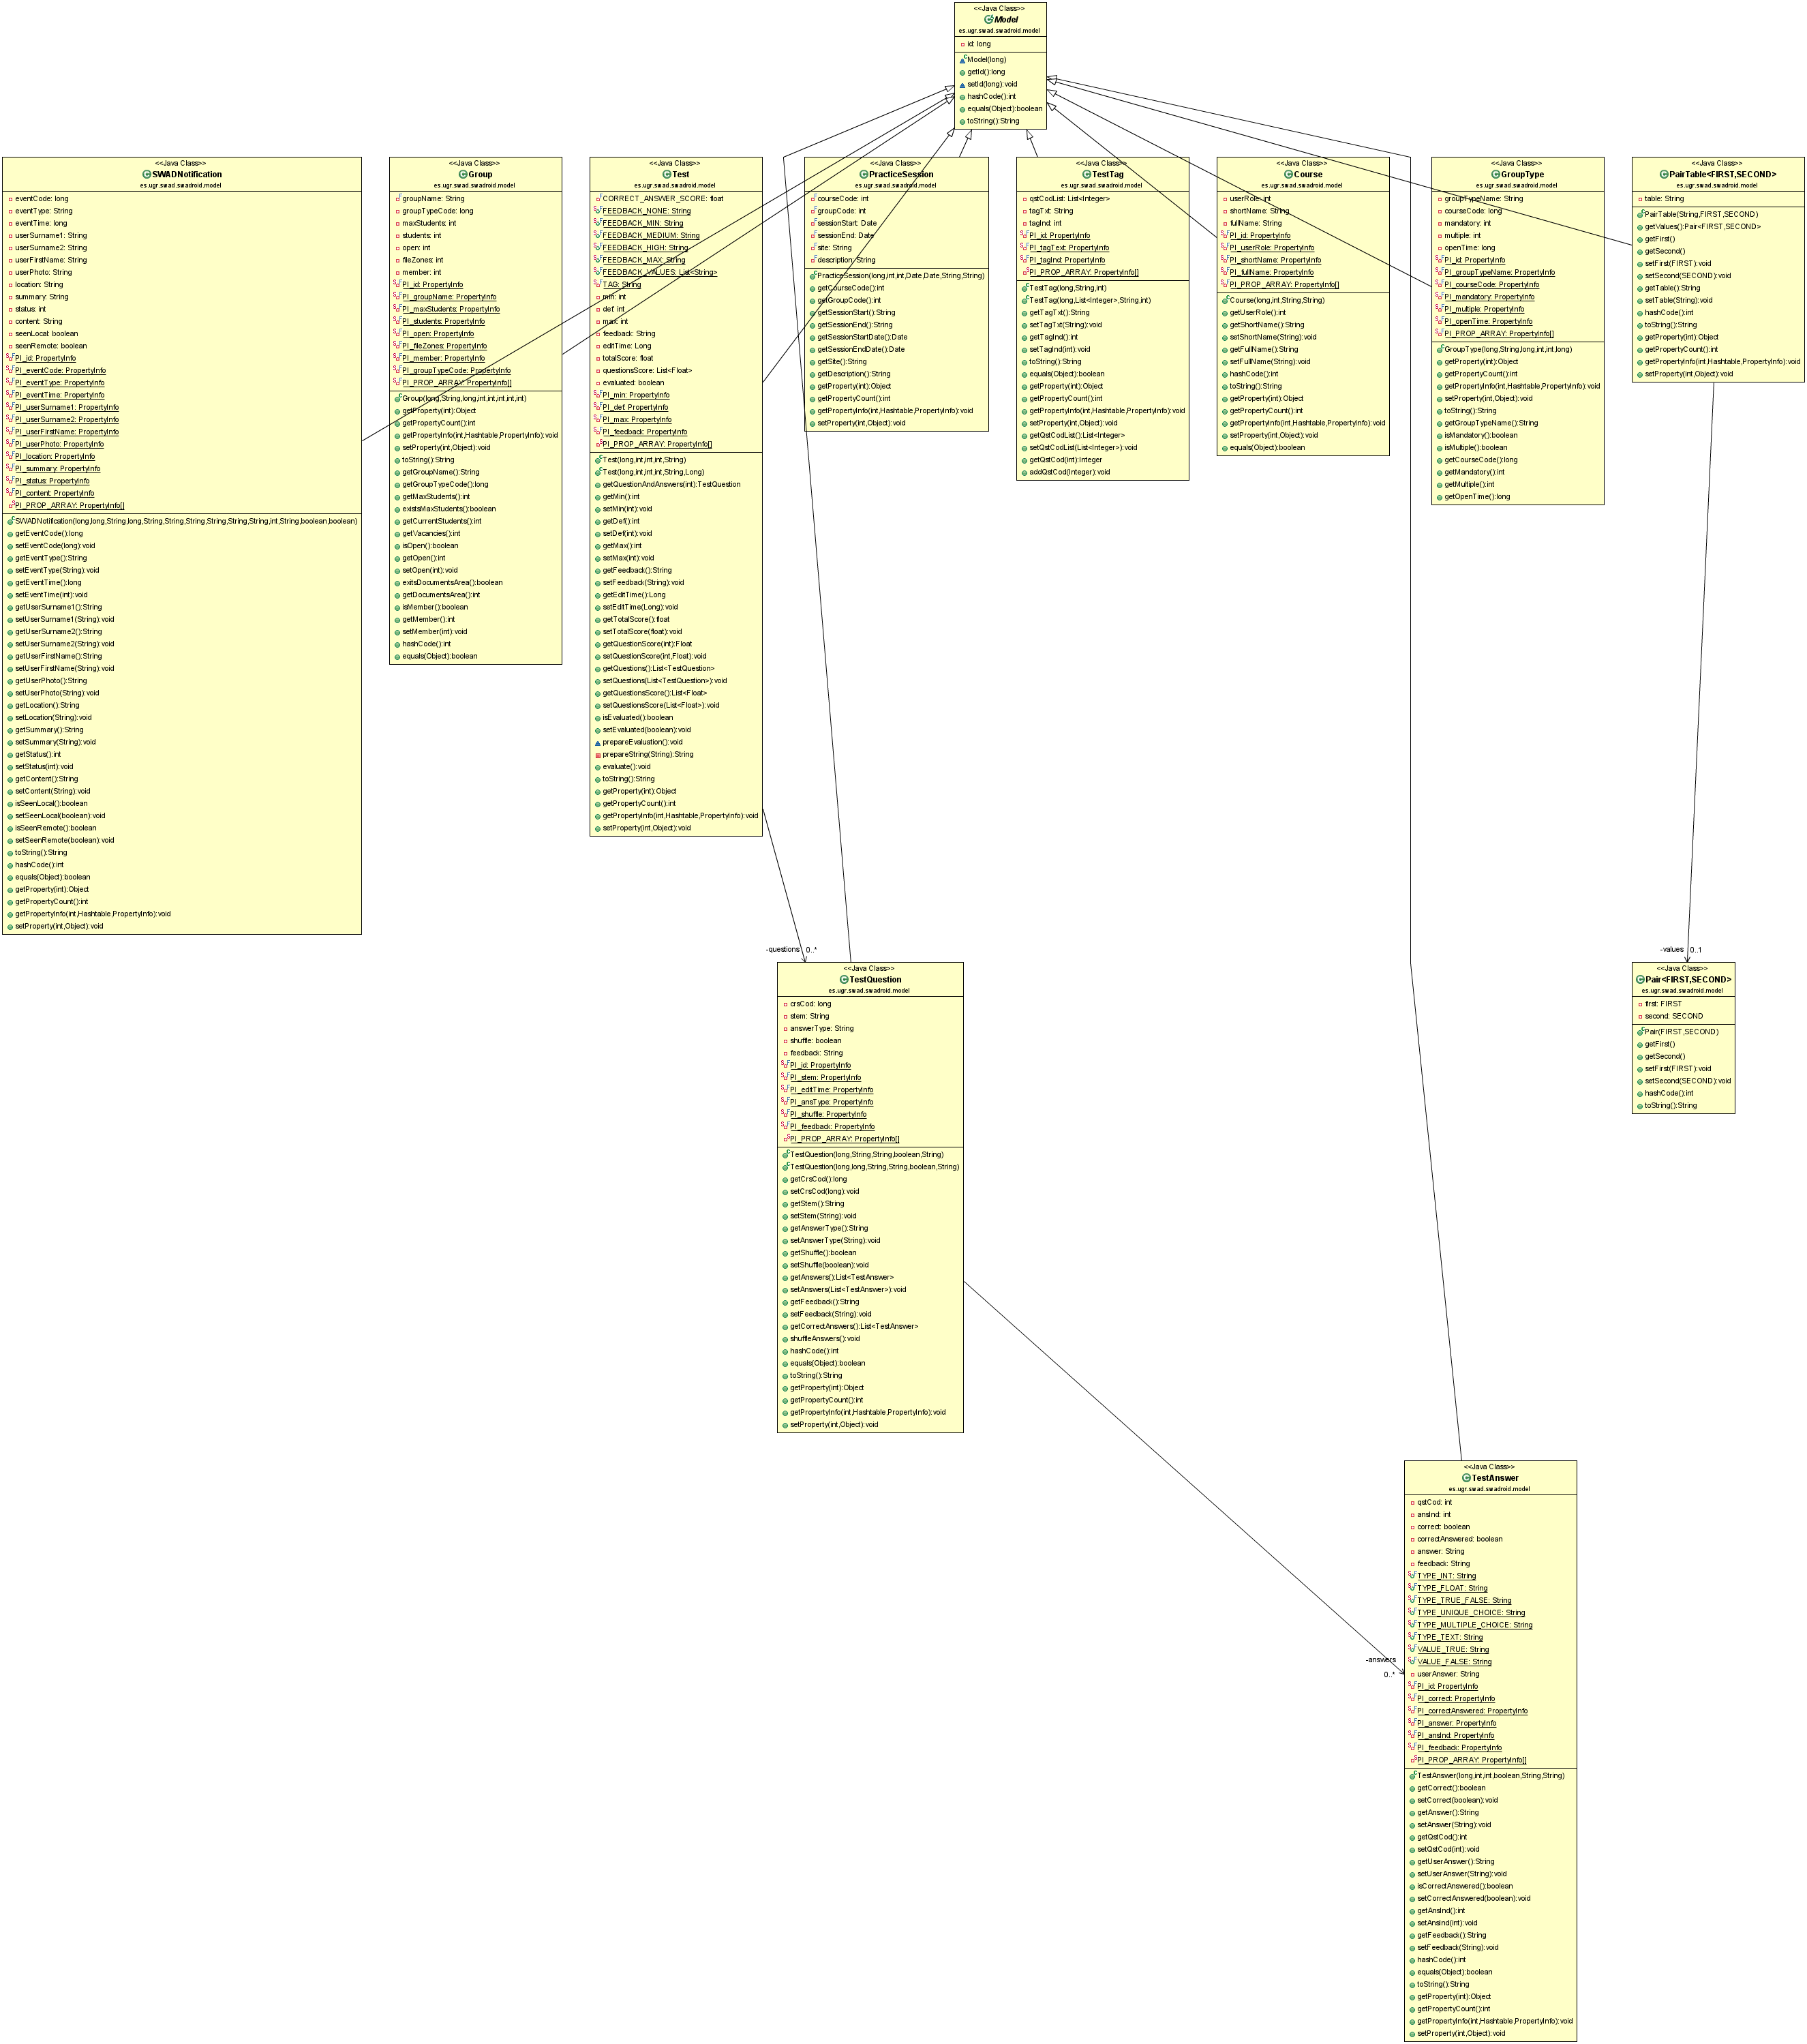 <<Java Class>>
Model
es.ugr.swad.swadroid.model
id: long
Model(long)
getId():long
setId(long):void
hashCode():int
equals(Object):boolean
toString():String
<<Java Class>>
SWADNotification
es.ugr.swad.swadroid.model
eventCode: long
eventType: String
eventTime: long
userSurname1: String
userSurname2: String
userFirstName: String
userPhoto: String
location: String
summary: String
status: int
content: String
seenLocal: boolean
seenRemote: boolean
PI_id: PropertyInfo
PI_eventCode: PropertyInfo
PI_eventType: PropertyInfo
PI_eventTime: PropertyInfo
PI_userSurname1: PropertyInfo
PI_userSurname2: PropertyInfo
PI_userFirstName: PropertyInfo
PI_userPhoto: PropertyInfo
PI_location: PropertyInfo
PI_summary: PropertyInfo
PI_status: PropertyInfo
PI_content: PropertyInfo
PI_PROP_ARRAY: PropertyInfo[]
SWADNotification(long,long,String,long,String,String,String,String,String,String,int,String,boolean,boolean)
getEventCode():long
setEventCode(long):void
getEventType():String
setEventType(String):void
getEventTime():long
setEventTime(int):void
getUserSurname1():String
setUserSurname1(String):void
getUserSurname2():String
setUserSurname2(String):void
getUserFirstName():String
setUserFirstName(String):void
getUserPhoto():String
setUserPhoto(String):void
getLocation():String
setLocation(String):void
getSummary():String
setSummary(String):void
getStatus():int
setStatus(int):void
getContent():String
setContent(String):void
isSeenLocal():boolean
setSeenLocal(boolean):void
isSeenRemote():boolean
setSeenRemote(boolean):void
toString():String
hashCode():int
equals(Object):boolean
getProperty(int):Object
getPropertyCount():int
getPropertyInfo(int,Hashtable,PropertyInfo):void
setProperty(int,Object):void
<<Java Class>>
Group
es.ugr.swad.swadroid.model
groupName: String
groupTypeCode: long
maxStudents: int
students: int
open: int
fileZones: int
member: int
PI_id: PropertyInfo
PI_groupName: PropertyInfo
PI_maxStudents: PropertyInfo
PI_students: PropertyInfo
PI_open: PropertyInfo
PI_fileZones: PropertyInfo
PI_member: PropertyInfo
PI_groupTypeCode: PropertyInfo
PI_PROP_ARRAY: PropertyInfo[]
Group(long,String,long,int,int,int,int,int)
getProperty(int):Object
getPropertyCount():int
getPropertyInfo(int,Hashtable,PropertyInfo):void
setProperty(int,Object):void
toString():String
getGroupName():String
getGroupTypeCode():long
getMaxStudents():int
existsMaxStudents():boolean
getCurrentStudents():int
getVacancies():int
isOpen():boolean
getOpen():int
setOpen(int):void
exitsDocumentsArea():boolean
getDocumentsArea():int
isMember():boolean
getMember():int
setMember(int):void
hashCode():int
equals(Object):boolean
<<Java Class>>
Test
es.ugr.swad.swadroid.model
CORRECT_ANSWER_SCORE: float
FEEDBACK_NONE: String
FEEDBACK_MIN: String
FEEDBACK_MEDIUM: String
FEEDBACK_HIGH: String
FEEDBACK_MAX: String
FEEDBACK_VALUES: List<String>
TAG: String
min: int
def: int
max: int
feedback: String
editTime: Long
totalScore: float
questionsScore: List<Float>
evaluated: boolean
PI_min: PropertyInfo
PI_def: PropertyInfo
PI_max: PropertyInfo
PI_feedback: PropertyInfo
PI_PROP_ARRAY: PropertyInfo[]
Test(long,int,int,int,String)
Test(long,int,int,int,String,Long)
getQuestionAndAnswers(int):TestQuestion
getMin():int
setMin(int):void
getDef():int
setDef(int):void
getMax():int
setMax(int):void
getFeedback():String
setFeedback(String):void
getEditTime():Long
setEditTime(Long):void
getTotalScore():float
setTotalScore(float):void
getQuestionScore(int):Float
setQuestionScore(int,Float):void
getQuestions():List<TestQuestion>
setQuestions(List<TestQuestion>):void
getQuestionsScore():List<Float>
setQuestionsScore(List<Float>):void
isEvaluated():boolean
setEvaluated(boolean):void
prepareEvaluation():void
prepareString(String):String
evaluate():void
toString():String
getProperty(int):Object
getPropertyCount():int
getPropertyInfo(int,Hashtable,PropertyInfo):void
setProperty(int,Object):void
<<Java Class>>
PracticeSession
es.ugr.swad.swadroid.model
courseCode: int
groupCode: int
sessionStart: Date
sessionEnd: Date
site: String
description: String
PracticeSession(long,int,int,Date,Date,String,String)
getCourseCode():int
getGroupCode():int
getSessionStart():String
getSessionEnd():String
getSessionStartDate():Date
getSessionEndDate():Date
getSite():String
getDescription():String
getProperty(int):Object
getPropertyCount():int
getPropertyInfo(int,Hashtable,PropertyInfo):void
setProperty(int,Object):void
<<Java Class>>
TestTag
es.ugr.swad.swadroid.model
qstCodList: List<Integer>
tagTxt: String
tagInd: int
PI_id: PropertyInfo
PI_tagText: PropertyInfo
PI_tagInd: PropertyInfo
PI_PROP_ARRAY: PropertyInfo[]
TestTag(long,String,int)
TestTag(long,List<Integer>,String,int)
getTagTxt():String
setTagTxt(String):void
getTagInd():int
setTagInd(int):void
toString():String
equals(Object):boolean
getProperty(int):Object
getPropertyCount():int
getPropertyInfo(int,Hashtable,PropertyInfo):void
setProperty(int,Object):void
getQstCodList():List<Integer>
setQstCodList(List<Integer>):void
getQstCod(int):Integer
addQstCod(Integer):void
<<Java Class>>
Course
es.ugr.swad.swadroid.model
userRole: int
shortName: String
fullName: String
PI_id: PropertyInfo
PI_userRole: PropertyInfo
PI_shortName: PropertyInfo
PI_fullName: PropertyInfo
PI_PROP_ARRAY: PropertyInfo[]
Course(long,int,String,String)
getUserRole():int
getShortName():String
setShortName(String):void
getFullName():String
setFullName(String):void
hashCode():int
toString():String
getProperty(int):Object
getPropertyCount():int
getPropertyInfo(int,Hashtable,PropertyInfo):void
setProperty(int,Object):void
equals(Object):boolean
<<Java Class>>
GroupType
es.ugr.swad.swadroid.model
groupTypeName: String
courseCode: long
mandatory: int
multiple: int
openTime: long
PI_id: PropertyInfo
PI_groupTypeName: PropertyInfo
PI_courseCode: PropertyInfo
PI_mandatory: PropertyInfo
PI_multiple: PropertyInfo
PI_openTime: PropertyInfo
PI_PROP_ARRAY: PropertyInfo[]
GroupType(long,String,long,int,int,long)
getProperty(int):Object
getPropertyCount():int
getPropertyInfo(int,Hashtable,PropertyInfo):void
setProperty(int,Object):void
toString():String
getGroupTypeName():String
isMandatory():boolean
isMultiple():boolean
getCourseCode():long
getMandatory():int
getMultiple():int
getOpenTime():long
<<Java Class>>
PairTable<FIRST,SECOND>
es.ugr.swad.swadroid.model
table: String
PairTable(String,FIRST,SECOND)
getValues():Pair<FIRST,SECOND>
getFirst()
getSecond()
setFirst(FIRST):void
setSecond(SECOND):void
getTable():String
setTable(String):void
hashCode():int
toString():String
getProperty(int):Object
getPropertyCount():int
getPropertyInfo(int,Hashtable,PropertyInfo):void
setProperty(int,Object):void
-questions 0..*
-values 0..1
<<Java Class>>
TestQuestion
es.ugr.swad.swadroid.model
crsCod: long
stem: String
answerType: String
shuffle: boolean
feedback: String
PI_id: PropertyInfo
PI_stem: PropertyInfo
PI_editTime: PropertyInfo
PI_ansType: PropertyInfo
PI_shuffle: PropertyInfo
PI_feedback: PropertyInfo
PI_PROP_ARRAY: PropertyInfo[]
TestQuestion(long,String,String,boolean,String)
TestQuestion(long,long,String,String,boolean,String)
getCrsCod():long
setCrsCod(long):void
getStem():String
setStem(String):void
getAnswerType():String
setAnswerType(String):void
getShuffle():boolean
setShuffle(boolean):void
getAnswers():List<TestAnswer>
setAnswers(List<TestAnswer>):void
getFeedback():String
setFeedback(String):void
getCorrectAnswers():List<TestAnswer>
shuffleAnswers():void
hashCode():int
equals(Object):boolean
toString():String
getProperty(int):Object
getPropertyCount():int
getPropertyInfo(int,Hashtable,PropertyInfo):void
setProperty(int,Object):void
<<Java Class>>
Pair<FIRST,SECOND>
es.ugr.swad.swadroid.model
first: FIRST
second: SECOND
Pair(FIRST,SECOND)
getFirst()
getSecond()
setFirst(FIRST):void
setSecond(SECOND):void
hashCode():int
toString():String
-answers
0..*
<<Java Class>>
TestAnswer
es.ugr.swad.swadroid.model
qstCod: int
ansInd: int
correct: boolean
correctAnswered: boolean
answer: String
feedback: String
TYPE_INT: String
TYPE_FLOAT: String
TYPE_TRUE_FALSE: String
TYPE_UNIQUE_CHOICE: String
TYPE_MULTIPLE_CHOICE: String
TYPE_TEXT: String
VALUE_TRUE: String
VALUE_FALSE: String
userAnswer: String
PI_id: PropertyInfo
PI_correct: PropertyInfo
PI_correctAnswered: PropertyInfo
PI_answer: PropertyInfo
PI_ansInd: PropertyInfo
PI_feedback: PropertyInfo
PI_PROP_ARRAY: PropertyInfo[]
TestAnswer(long,int,int,boolean,String,String)
getCorrect():boolean
setCorrect(boolean):void
getAnswer():String
setAnswer(String):void
getQstCod():int
setQstCod(int):void
getUserAnswer():String
setUserAnswer(String):void
isCorrectAnswered():boolean
setCorrectAnswered(boolean):void
getAnsInd():int
setAnsInd(int):void
getFeedback():String
setFeedback(String):void
hashCode():int
equals(Object):boolean
toString():String
getProperty(int):Object
getPropertyCount():int
getPropertyInfo(int,Hashtable,PropertyInfo):void
setProperty(int,Object):void